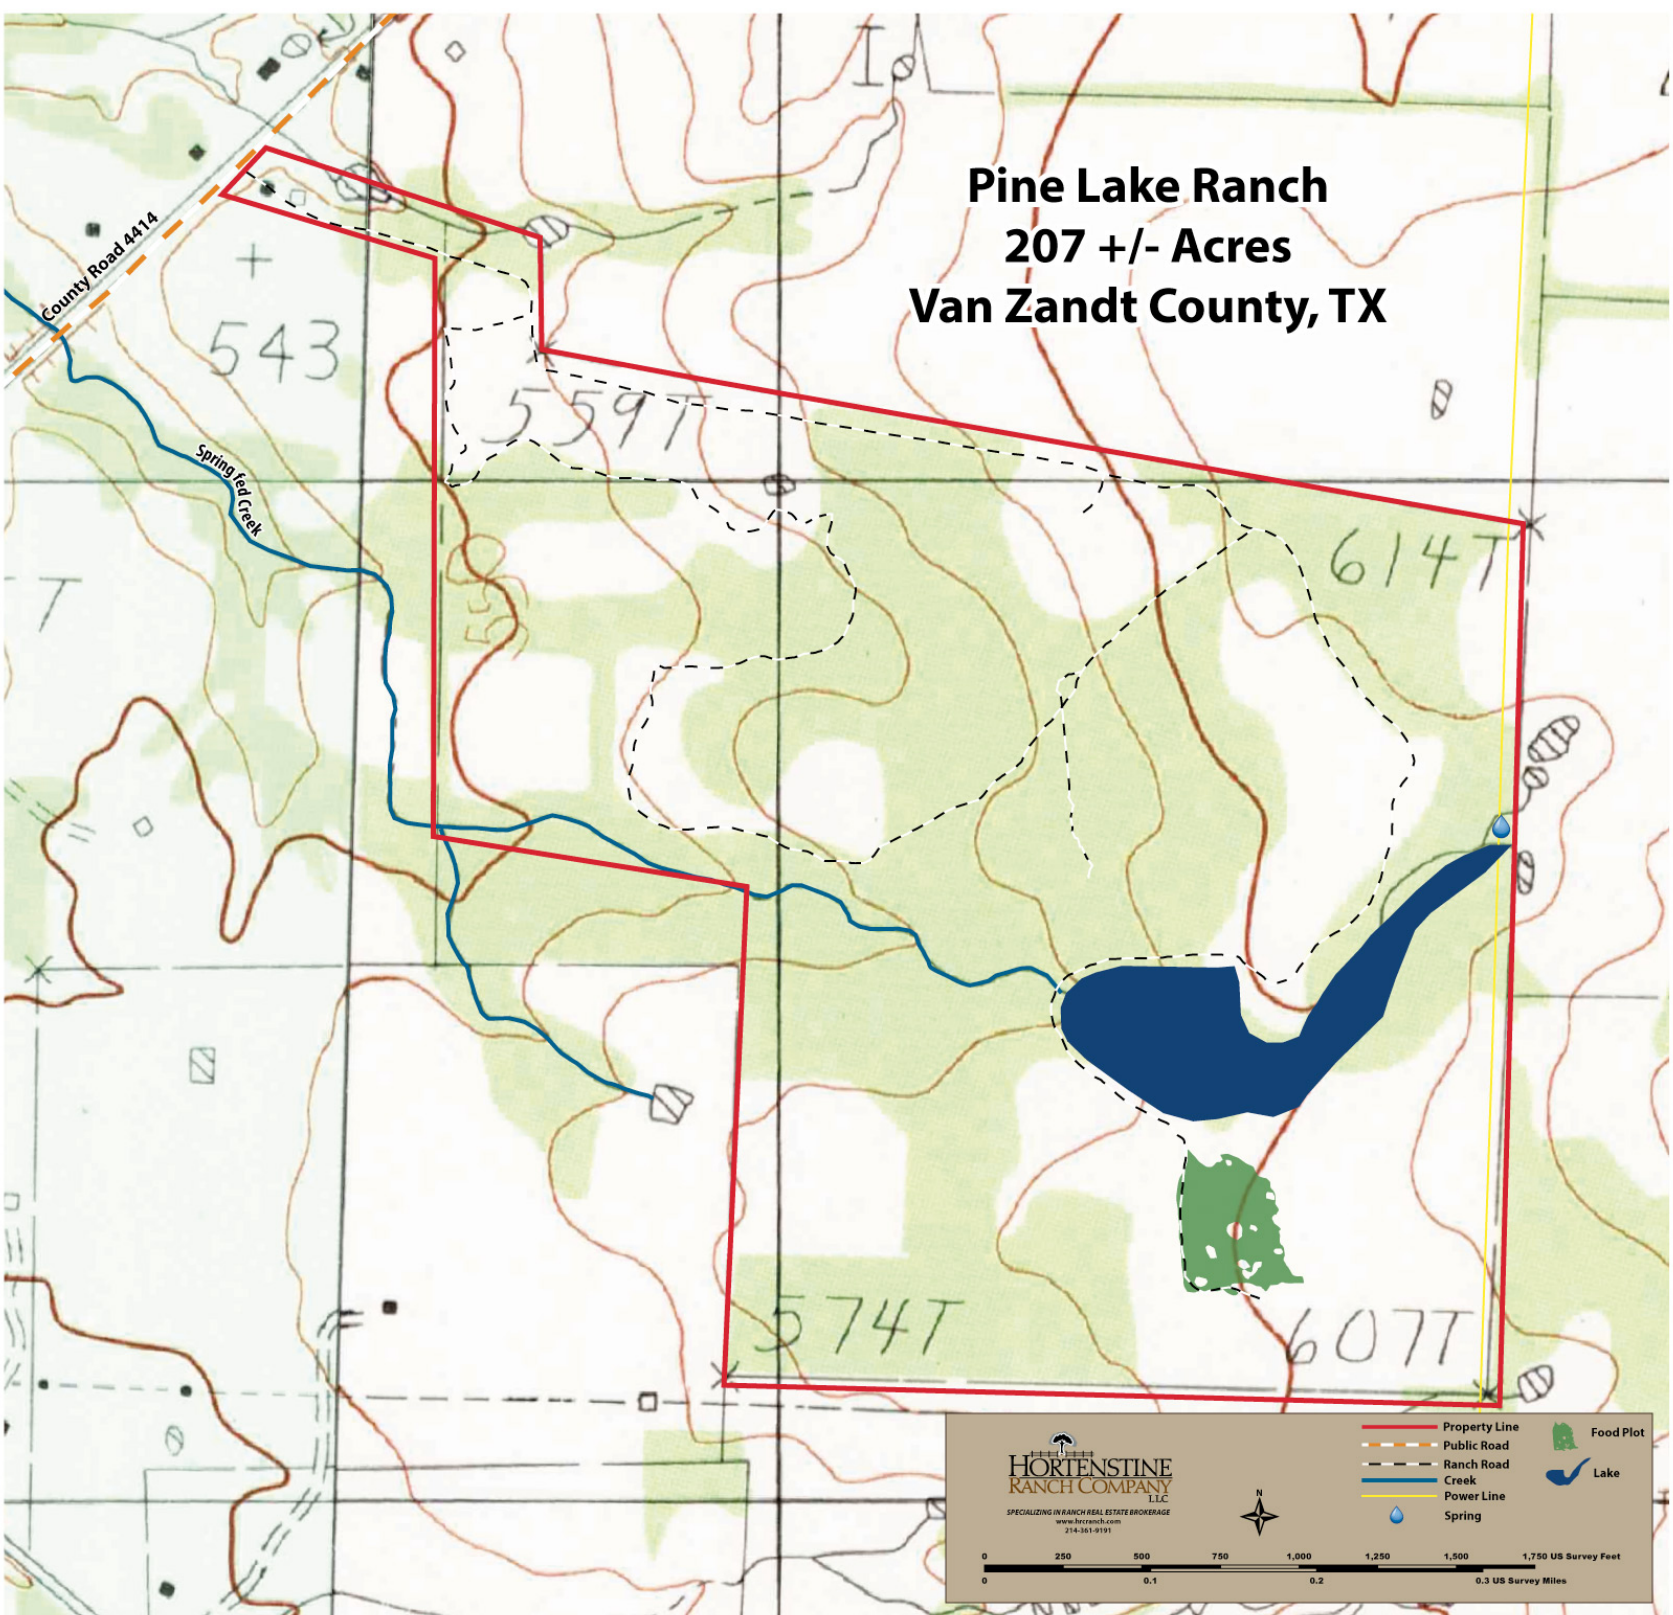 Pine Lake Ranch
207 +/- Acres
Van Zandt County, TX
County Road 4414
543
559T
Spring fed Creek
614T
T
574T
607T
HORTENSTINE
RANCH COMPANY
LLC
SPECIALIZING IN RANCH REAL ESTATE BROKERAGE
www.hrcranch.com
214-361-9191
N
Property Line
Public Road
Ranch Road
Creek
Power Line
Spring
Food Plot
Lake
0 250 500 750 1,000 1,250 1,500 1,750 US Survey Feet
0 0.1 0.2 0.3 US Survey Miles